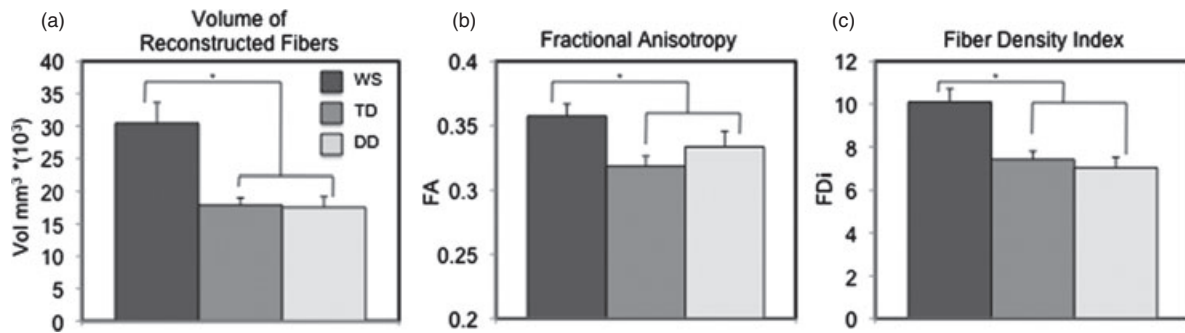 (a)
Volume of
Reconstructed Fibers
Vol mm³ *(10³)
40
35
30
25
20
15
10
5
0
*
WS
TD
DD
(b)
Fractional Anisotropy
FA
0.4
0.35
0.3
0.25
0.2
*
(c)
Fiber Density Index
FDi
12
10
8
6
4
2
0
*